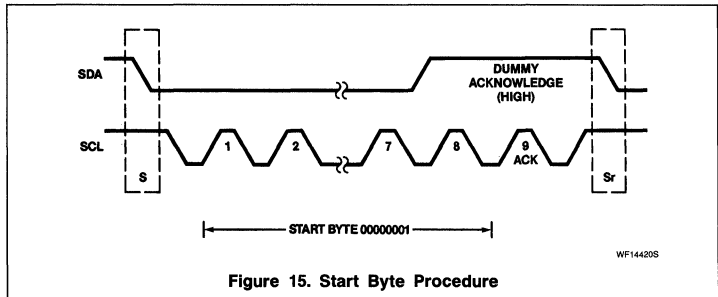 SDA
DUMMY
ACKNOWLEDGE
(HIGH)
SCL
1 2 7 8 9
ACK
S Sr
START BYTE 00000001
WF14420S
Figure 15. Start Byte Procedure